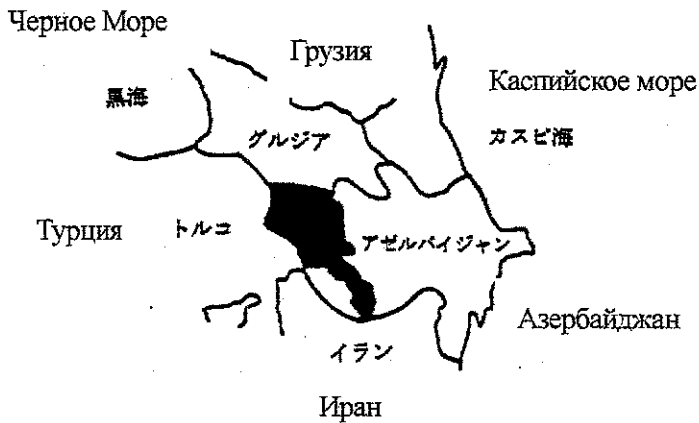 Черное Море
Грузия
Каспийское море
黒海
グルジア
カスピ海
Турция
トルコ
アゼルバイジャン
Азербайджан
イラン
Иран